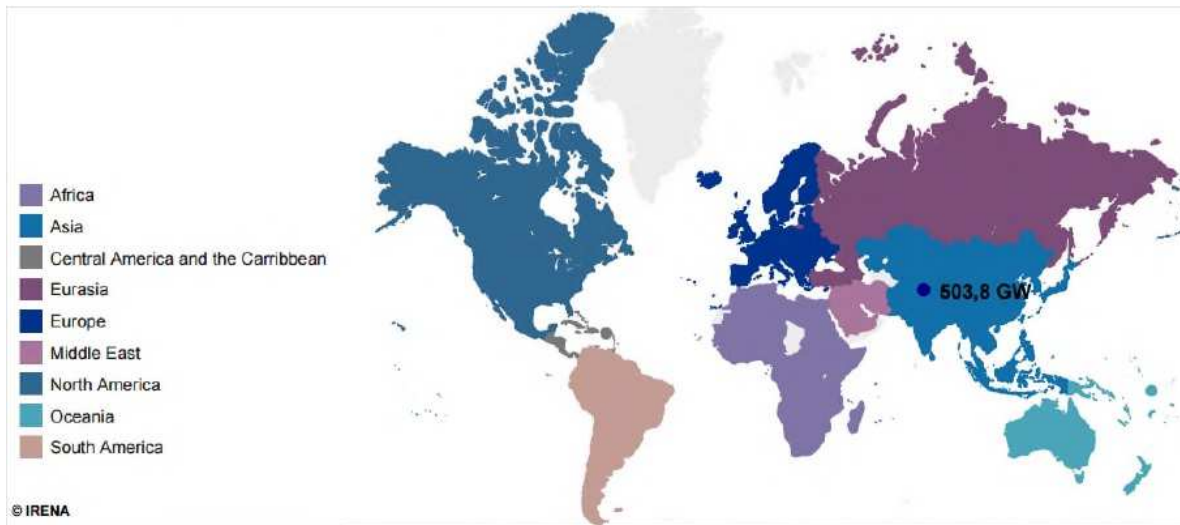 Africa
Asia
Central America and the Carribbean
Eurasia
Europe
Middle East
North America
Oceania
South America
503,8 GW
© IRENA